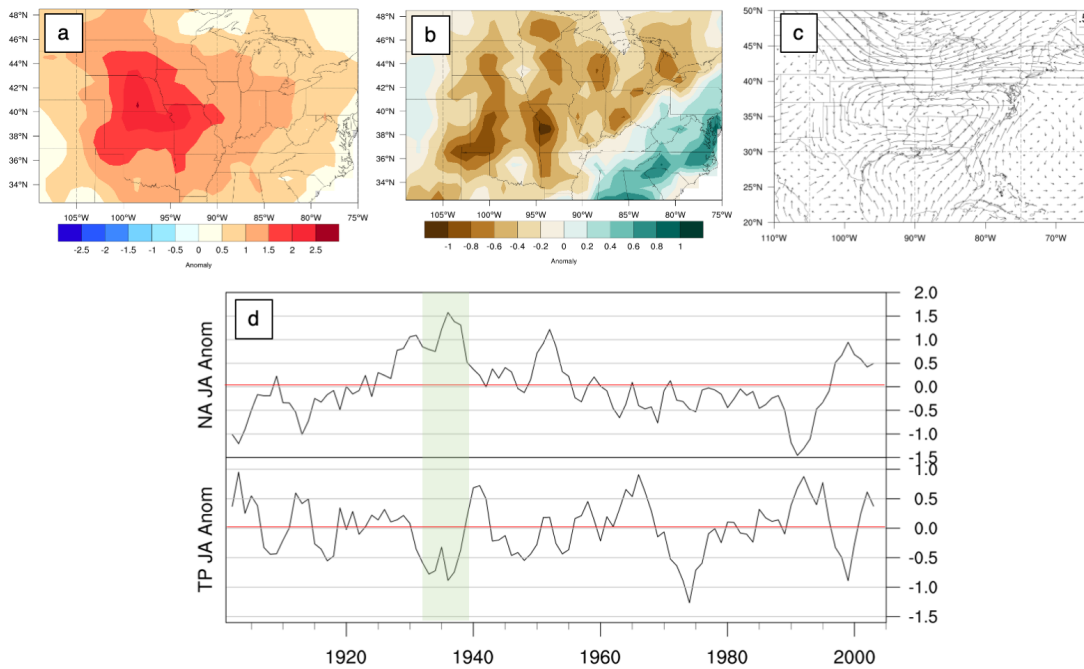 a
48°N
46°N
44°N
42°N
40°N
38°N
36°N
34°N
105°W 100°W 95°W 90°W 85°W 80°W 75°W
-2.5 -2 -1.5 -1 -0.5 0 0.5 1 1.5 2 2.5
Anomaly
b
48°N
46°N
44°N
42°N
40°N
38°N
36°N
34°N
105°W 100°W 95°W 90°W 85°W 80°W 75°W
-1 -0.8 -0.6 -0.4 -0.2 0 0.2 0.4 0.6 0.8 1
Anomaly
c
50°N
45°N
40°N
35°N
30°N
25°N
20°N
110°W 100°W 90°W 80°W 70°W
d
NA JA Anom
2.0
1.5
1.0
0.5
0.0
-0.5
-1.0
-1.5
TP JA Anom
1.0
0.5
0.0
-0.5
-1.0
-1.5
1920 1940 1960 1980 2000